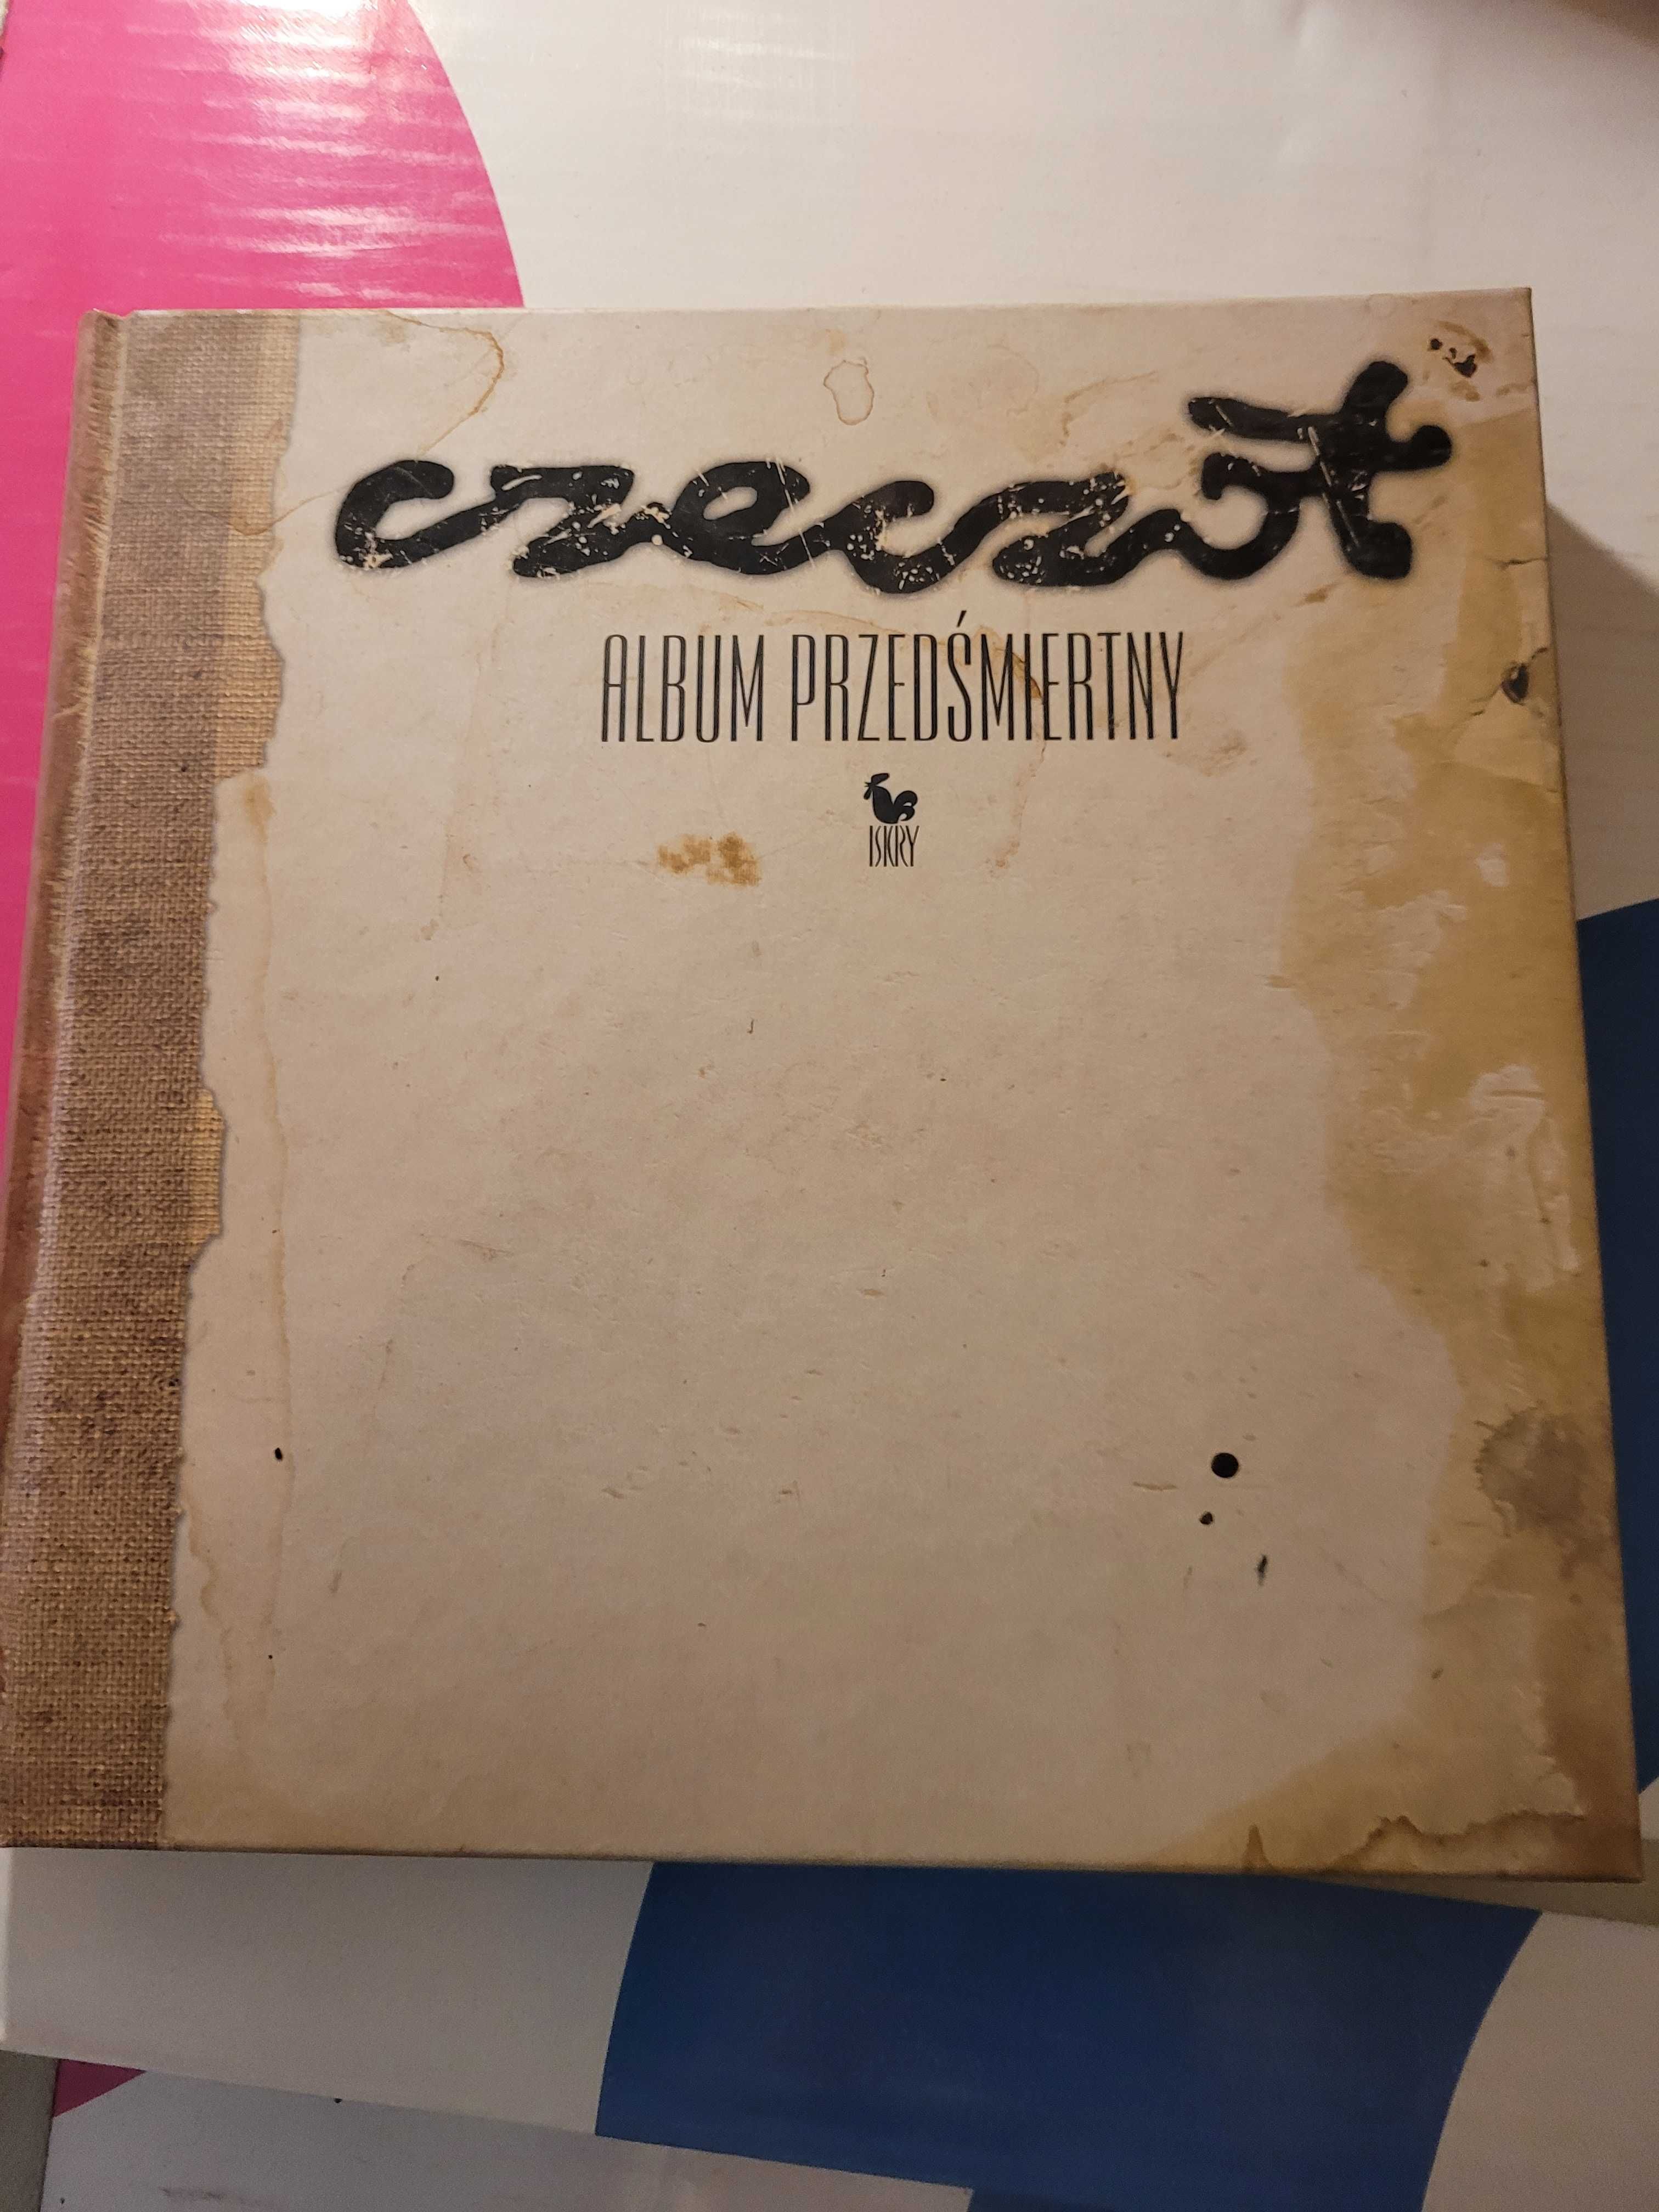 czeczot
ALBUM PRZEDŚMIERTNY
ISKRY